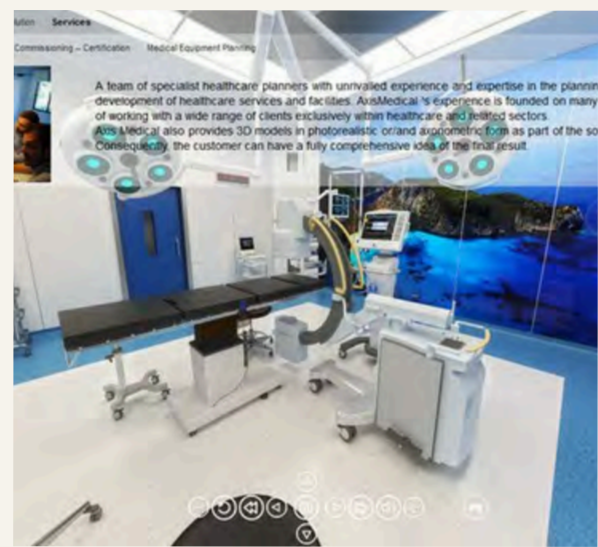 lution Services
Commissioning – Certification Medical Equipment Planning
A team of specialist healthcare planners with unrivalled experience and expertise in the plannin
development of healthcare services and facilities. AxisMedical 's experience is founded on many
of working with a wide range of clients exclusively within healthcare and related sectors.
Axis Medical also provides 3D models in photorealistic or/and axonometric form as part of the so
Consequently, the customer can have a fully comprehensive idea of the final result.